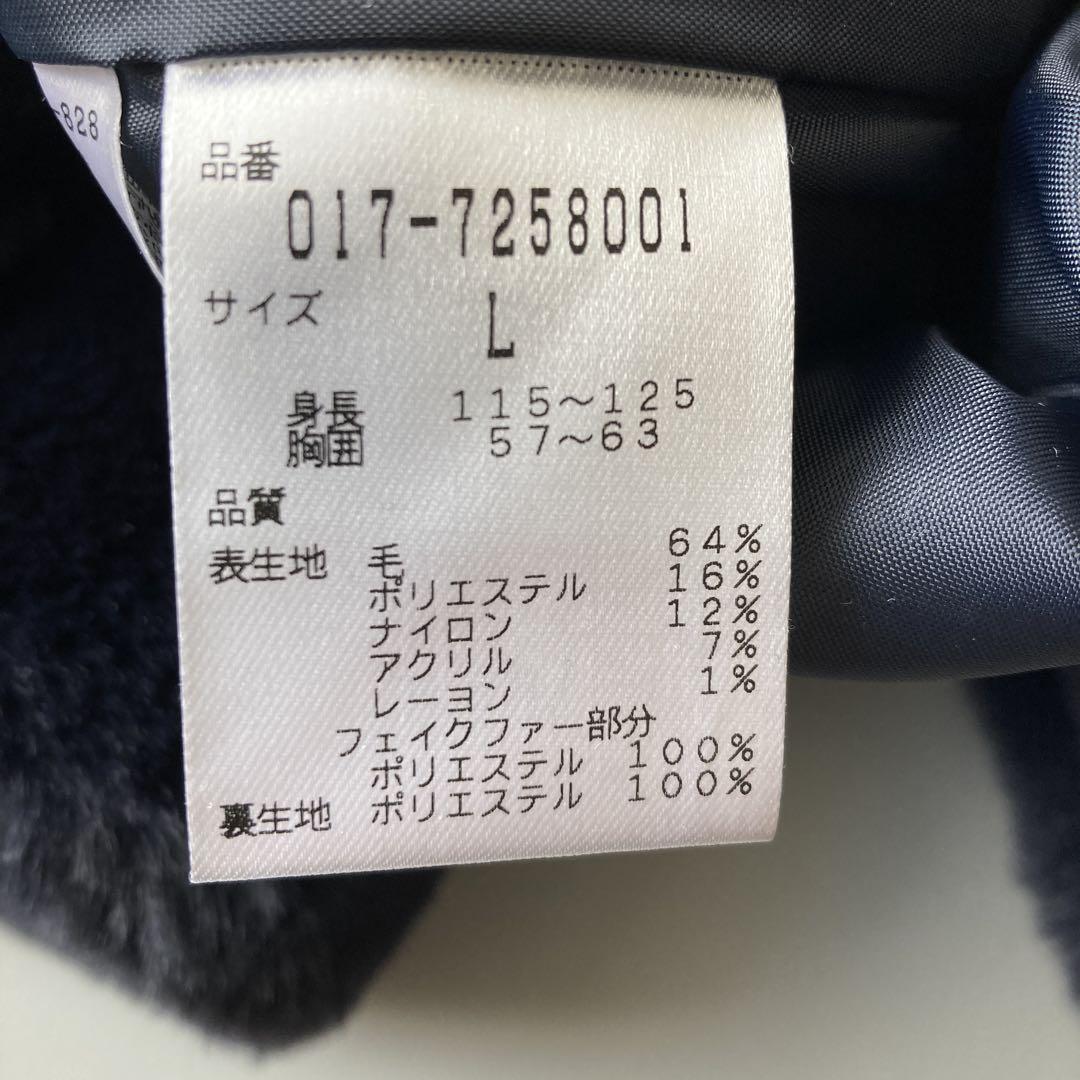 -828
品番
017-7258001
サイズ L
身長 115～125
胸囲 57～63
品質
表生地 毛 64%
ポリエステル 16%
ナイロン 12%
アクリル 7%
レーヨン 1%
フェイクファー部分
ポリエステル 100%
裏生地 ポリエステル 100%